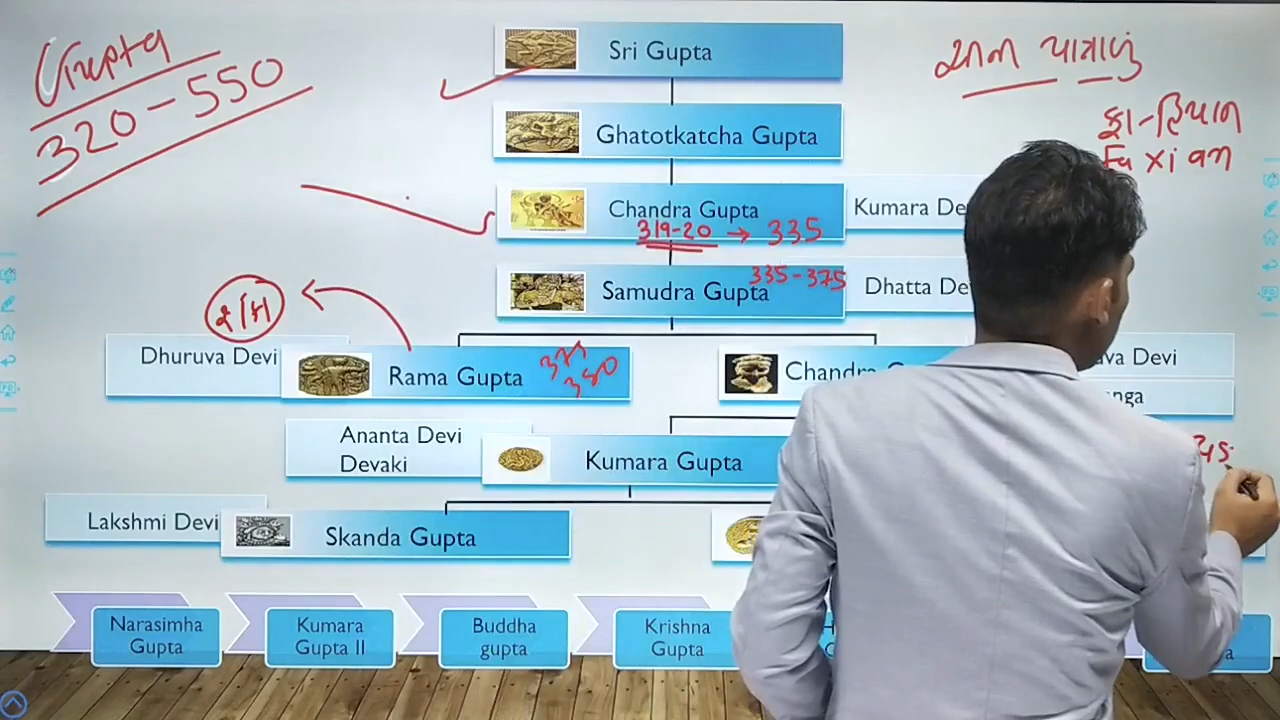 Gupta
320-550
Sri Gupta
Ghatotkatcha Gupta
Chandra Gupta
319-20 → 335
Kumara De
335-375
Samudra Gupta
Dhatta De
ફા-હિયાન
Fa xian
Dhuruva Devi
Rama Gupta
380
Chandra
va Devi
nga
Ananta Devi
Devaki
Kumara Gupta
Lakshmi Devi
Skanda Gupta
Narasimha
Gupta
Kumara
Gupta II
Buddha
gupta
Krishna
Gupta